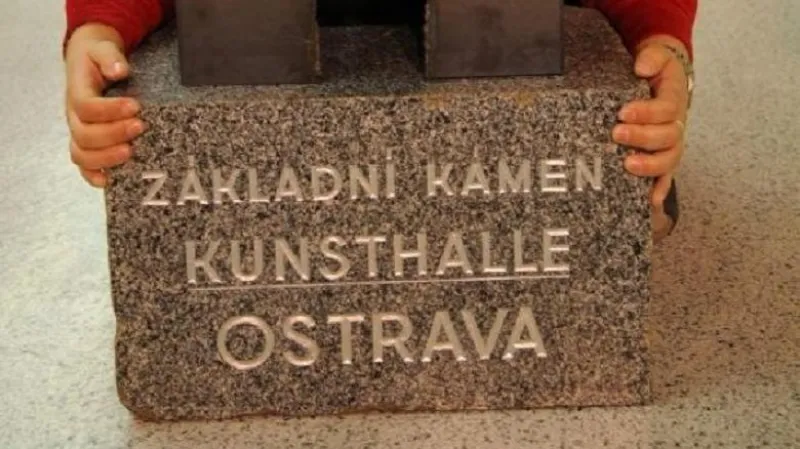 ZÁKLADNÍ KAMEN
KUNSTHALLE
OSTRAVA